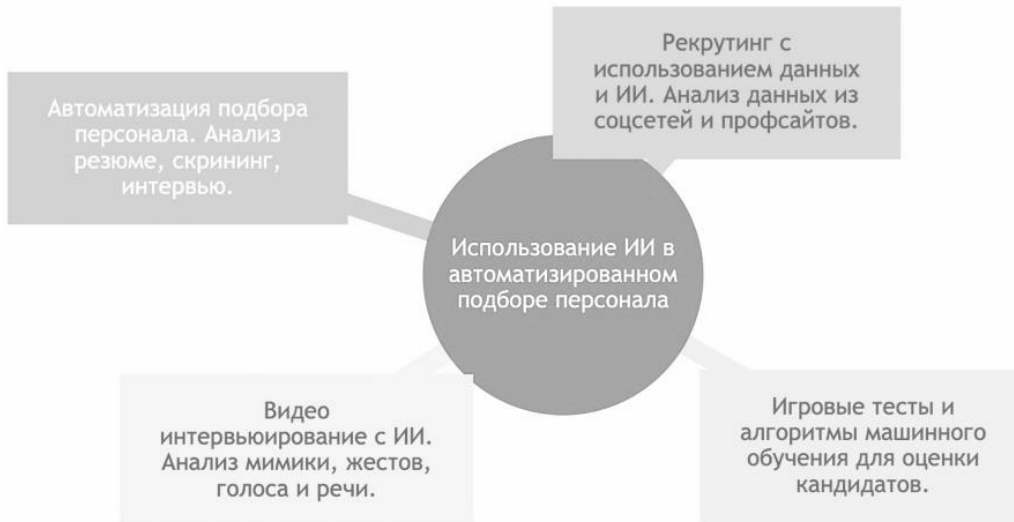 Рекрутинг с
использованием данных
и ИИ. Анализ данных из
соцсетей и профсайтов.
Автоматизация подбора
персонала. Анализ
резюме, скрининг,
интервью.
Использование ИИ в
автоматизированном
подборе персонала
Видео
интервьюирование с ИИ.
Анализ мимики, жестов,
голоса и речи.
Игровые тесты и
алгоритмы машинного
обучения для оценки
кандидатов.